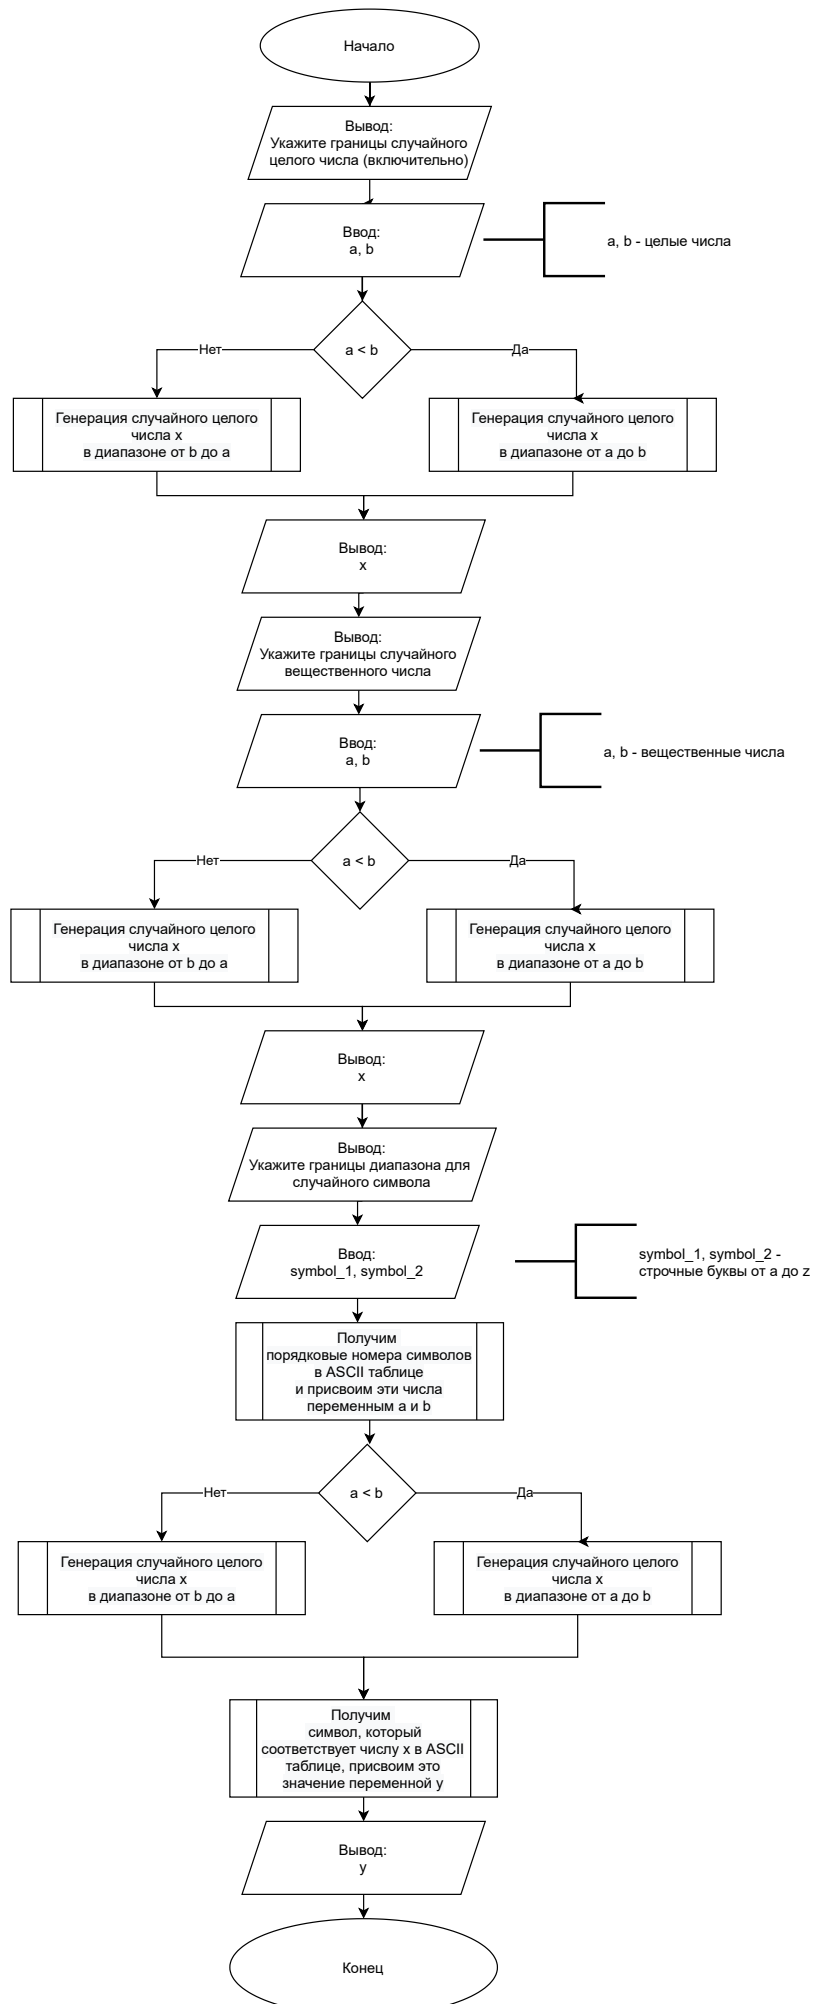 Начало
Вывод:
Укажите границы случайного
целого числа (включительно)
Ввод:
a, b
a, b - целые числа
a < b
Нет
Да
Генерация случайного целого
числа x
в диапазоне от b до a
Генерация случайного целого
числа x
в диапазоне от a до b
Вывод:
x
Вывод:
Укажите границы случайного
вещественного числа
Ввод:
a, b
a, b - вещественные числа
a < b
Нет
Да
Генерация случайного целого
числа x
в диапазоне от b до a
Генерация случайного целого
числа x
в диапазоне от a до b
Вывод:
x
Вывод:
Укажите границы диапазона для
случайного символа
Ввод:
symbol_1, symbol_2
symbol_1, symbol_2 -
строчные буквы от a до z
Получим
порядковые номера символов
в ASCII таблице
и присвоим эти числа
переменным a и b
a < b
Нет
Да
Генерация случайного целого
числа x
в диапазоне от b до a
Генерация случайного целого
числа x
в диапазоне от a до b
Получим
символ, который
соответствует числу x в ASCII
таблице, присвоим это
значение переменной y
Вывод:
y
Конец